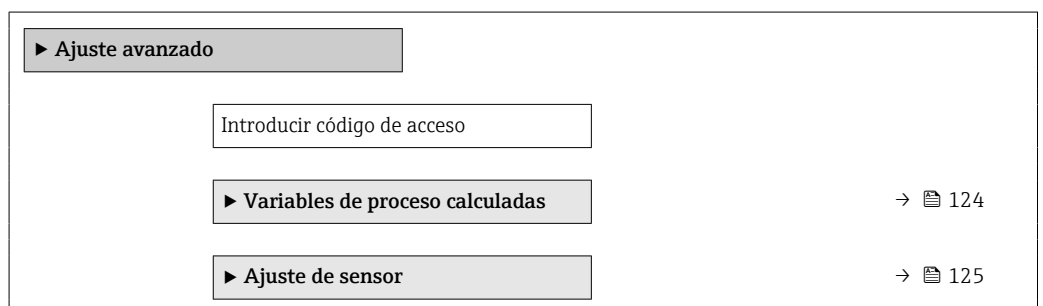 ▶ Ajuste avanzado
Introducir código de acceso
▶ Variables de proceso calculadas → 124
▶ Ajuste de sensor → 125